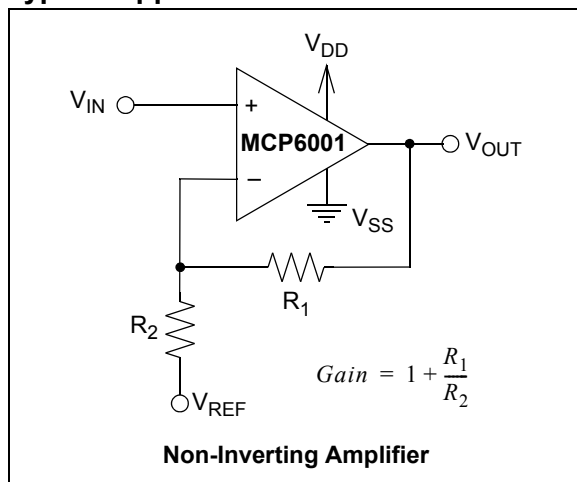 V_DD
V_IN
+
MCP6001
V_OUT
−
V_SS
R_1
R_2
Gain = 1 + R_1/R_2
V_REF
Non-Inverting Amplifier